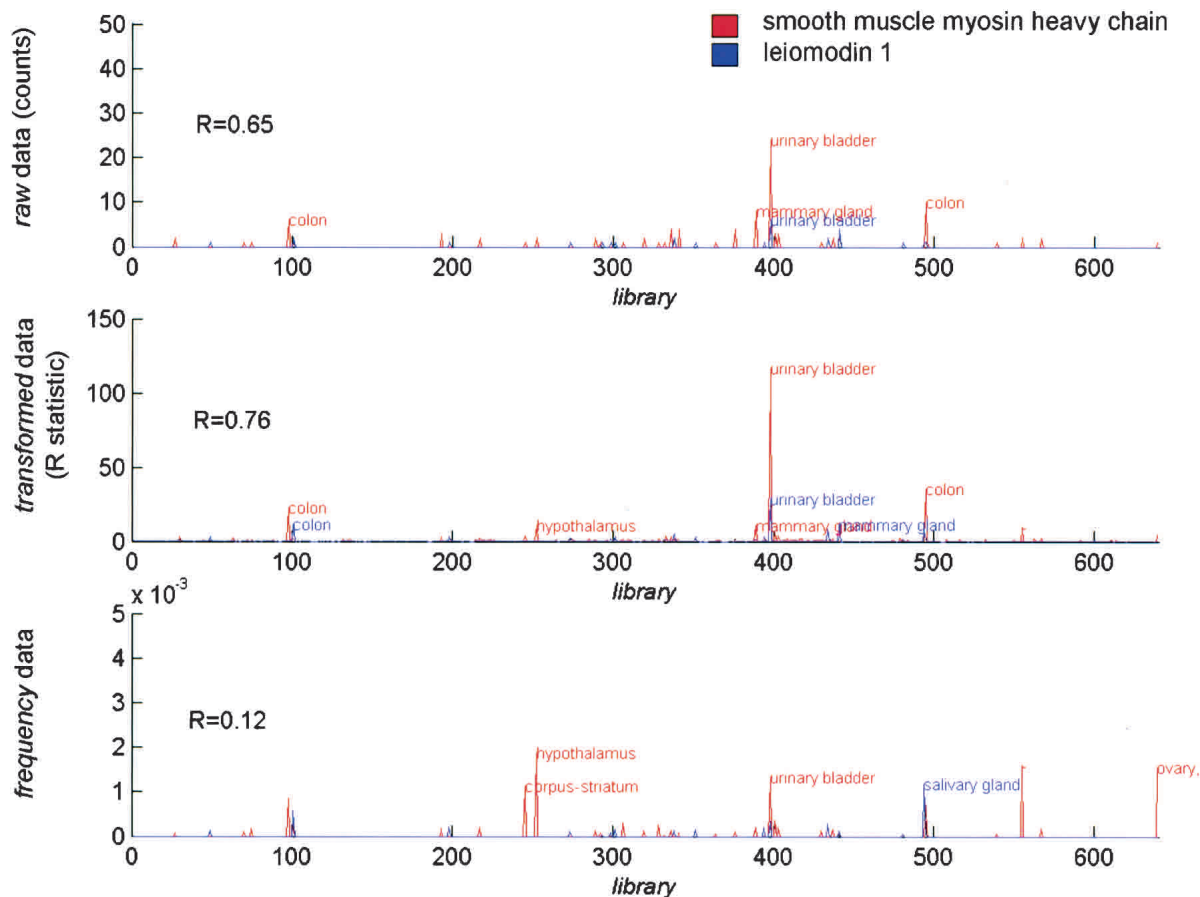 smooth muscle myosin heavy chain
leiomodin 1
raw data (counts)
50
40
30
20
10
0
R=0.65
colon
mammary gland
urinary bladder
urinary bladder
colon
0 100 200 300 400 500 600
library
transformed data
(R statistic)
150
100
50
0
R=0.76
colon
colon
hypothalamus
urinary bladder
urinary bladder
mammary gland
mammary gland
colon
0 100 200 300 400 500 600
library
x 10-3
frequency data
5
4
3
2
1
0
R=0.12
hypothalamus
corpus-striatum
urinary bladder
salivary gland
ovary,
0 100 200 300 400 500 600
library